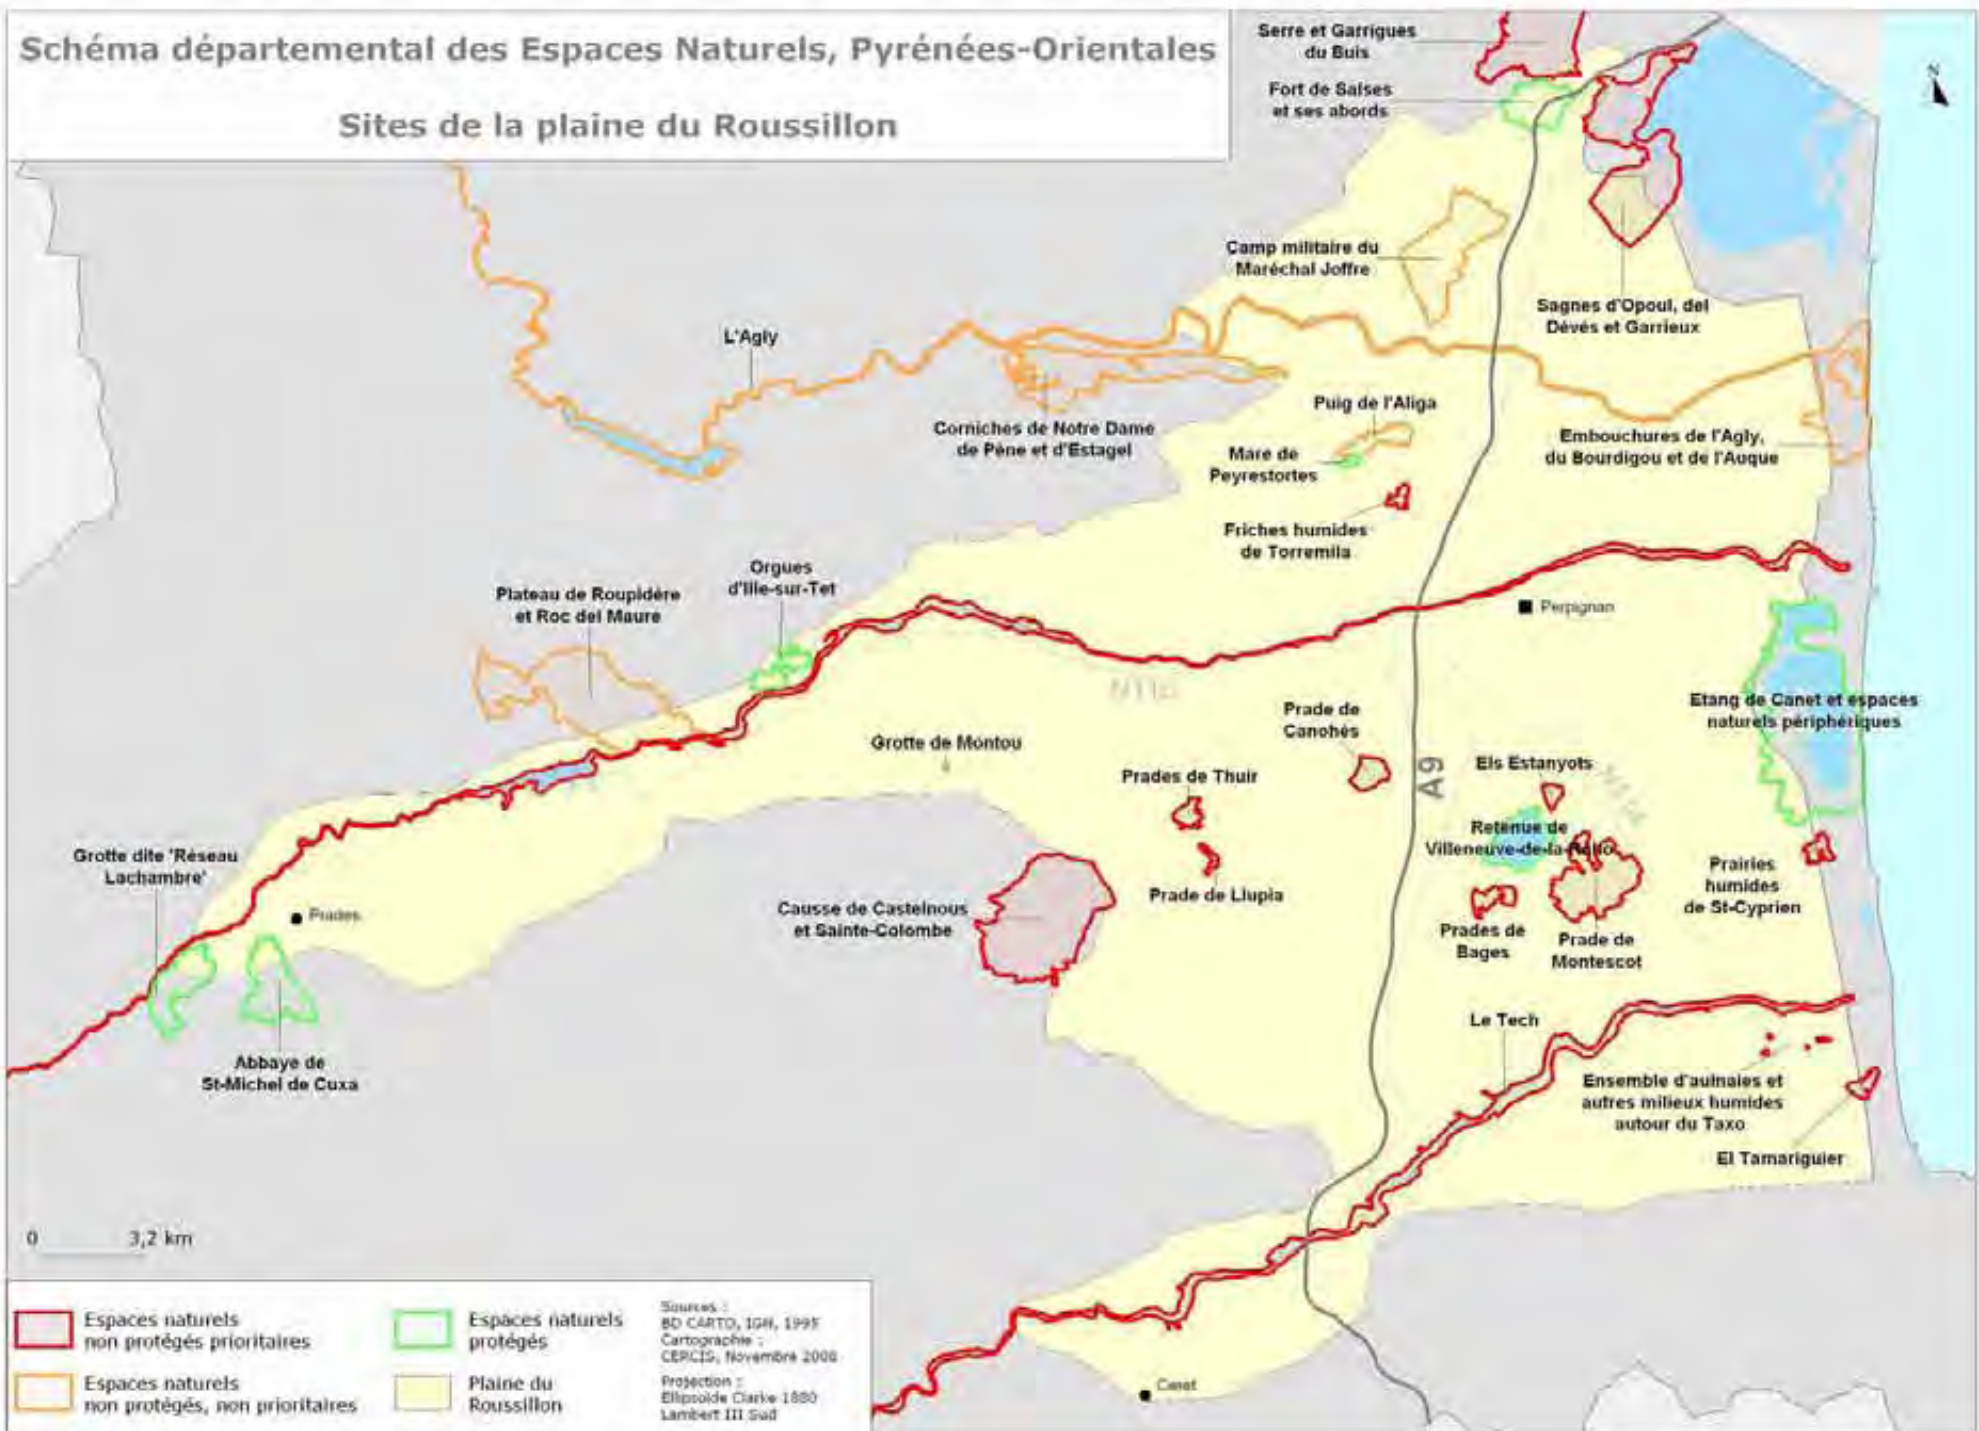 Schéma départemental des Espaces Naturels, Pyrénées-Orientales
Sites de la plaine du Roussillon
Serre et Garrigues
du Buis
Fort de Salses
et ses abords
N
Camp militaire du
Maréchal Joffre
Sagnes d'Opoul, del
Dévés et Garrieux
L'Agly
Corniches de Notre Dame
de Pène et d'Estagel
Puig de l'Aliga
Mare de
Peyrestortes
Embouchures de l'Agly,
du Bourdigou et de l'Auque
Friches humides
de Torremila
Orgues
d'Ille-sur-Tet
Plateau de Roupidère
et Roc del Maure
Perpignan
N116
Etang de Canet et espaces
naturels périphériques
Prade de
Canohès
Grotte de Montou
A9
Els Estanyots
Prades de Thuir
Retenue de
Villeneuve-de-la-Raho
Grotte dite 'Réseau
Lachambre'
Prades
Prade de Llupia
Prairies
humides
de St-Cyprien
Causse de Castelnous
et Sainte-Colombe
Prades de
Bages
Prade de
Montescot
Abbaye de
St-Michel de Cuxa
Le Tech
Ensemble d'aulnaies et
autres milieux humides
autour du Taxo
El Tamariguier
0 3,2 km
Espaces naturels
non protégés prioritaires
Espaces naturels
protégés
Espaces naturels
non protégés, non prioritaires
Plaine du
Roussillon
Sources :
BD CARTO, IGN, 1995
Cartographie :
CERCIS, Novembre 2008
Projection :
Ellipsoïde Clarke 1880
Lambert III Sud
Ceret